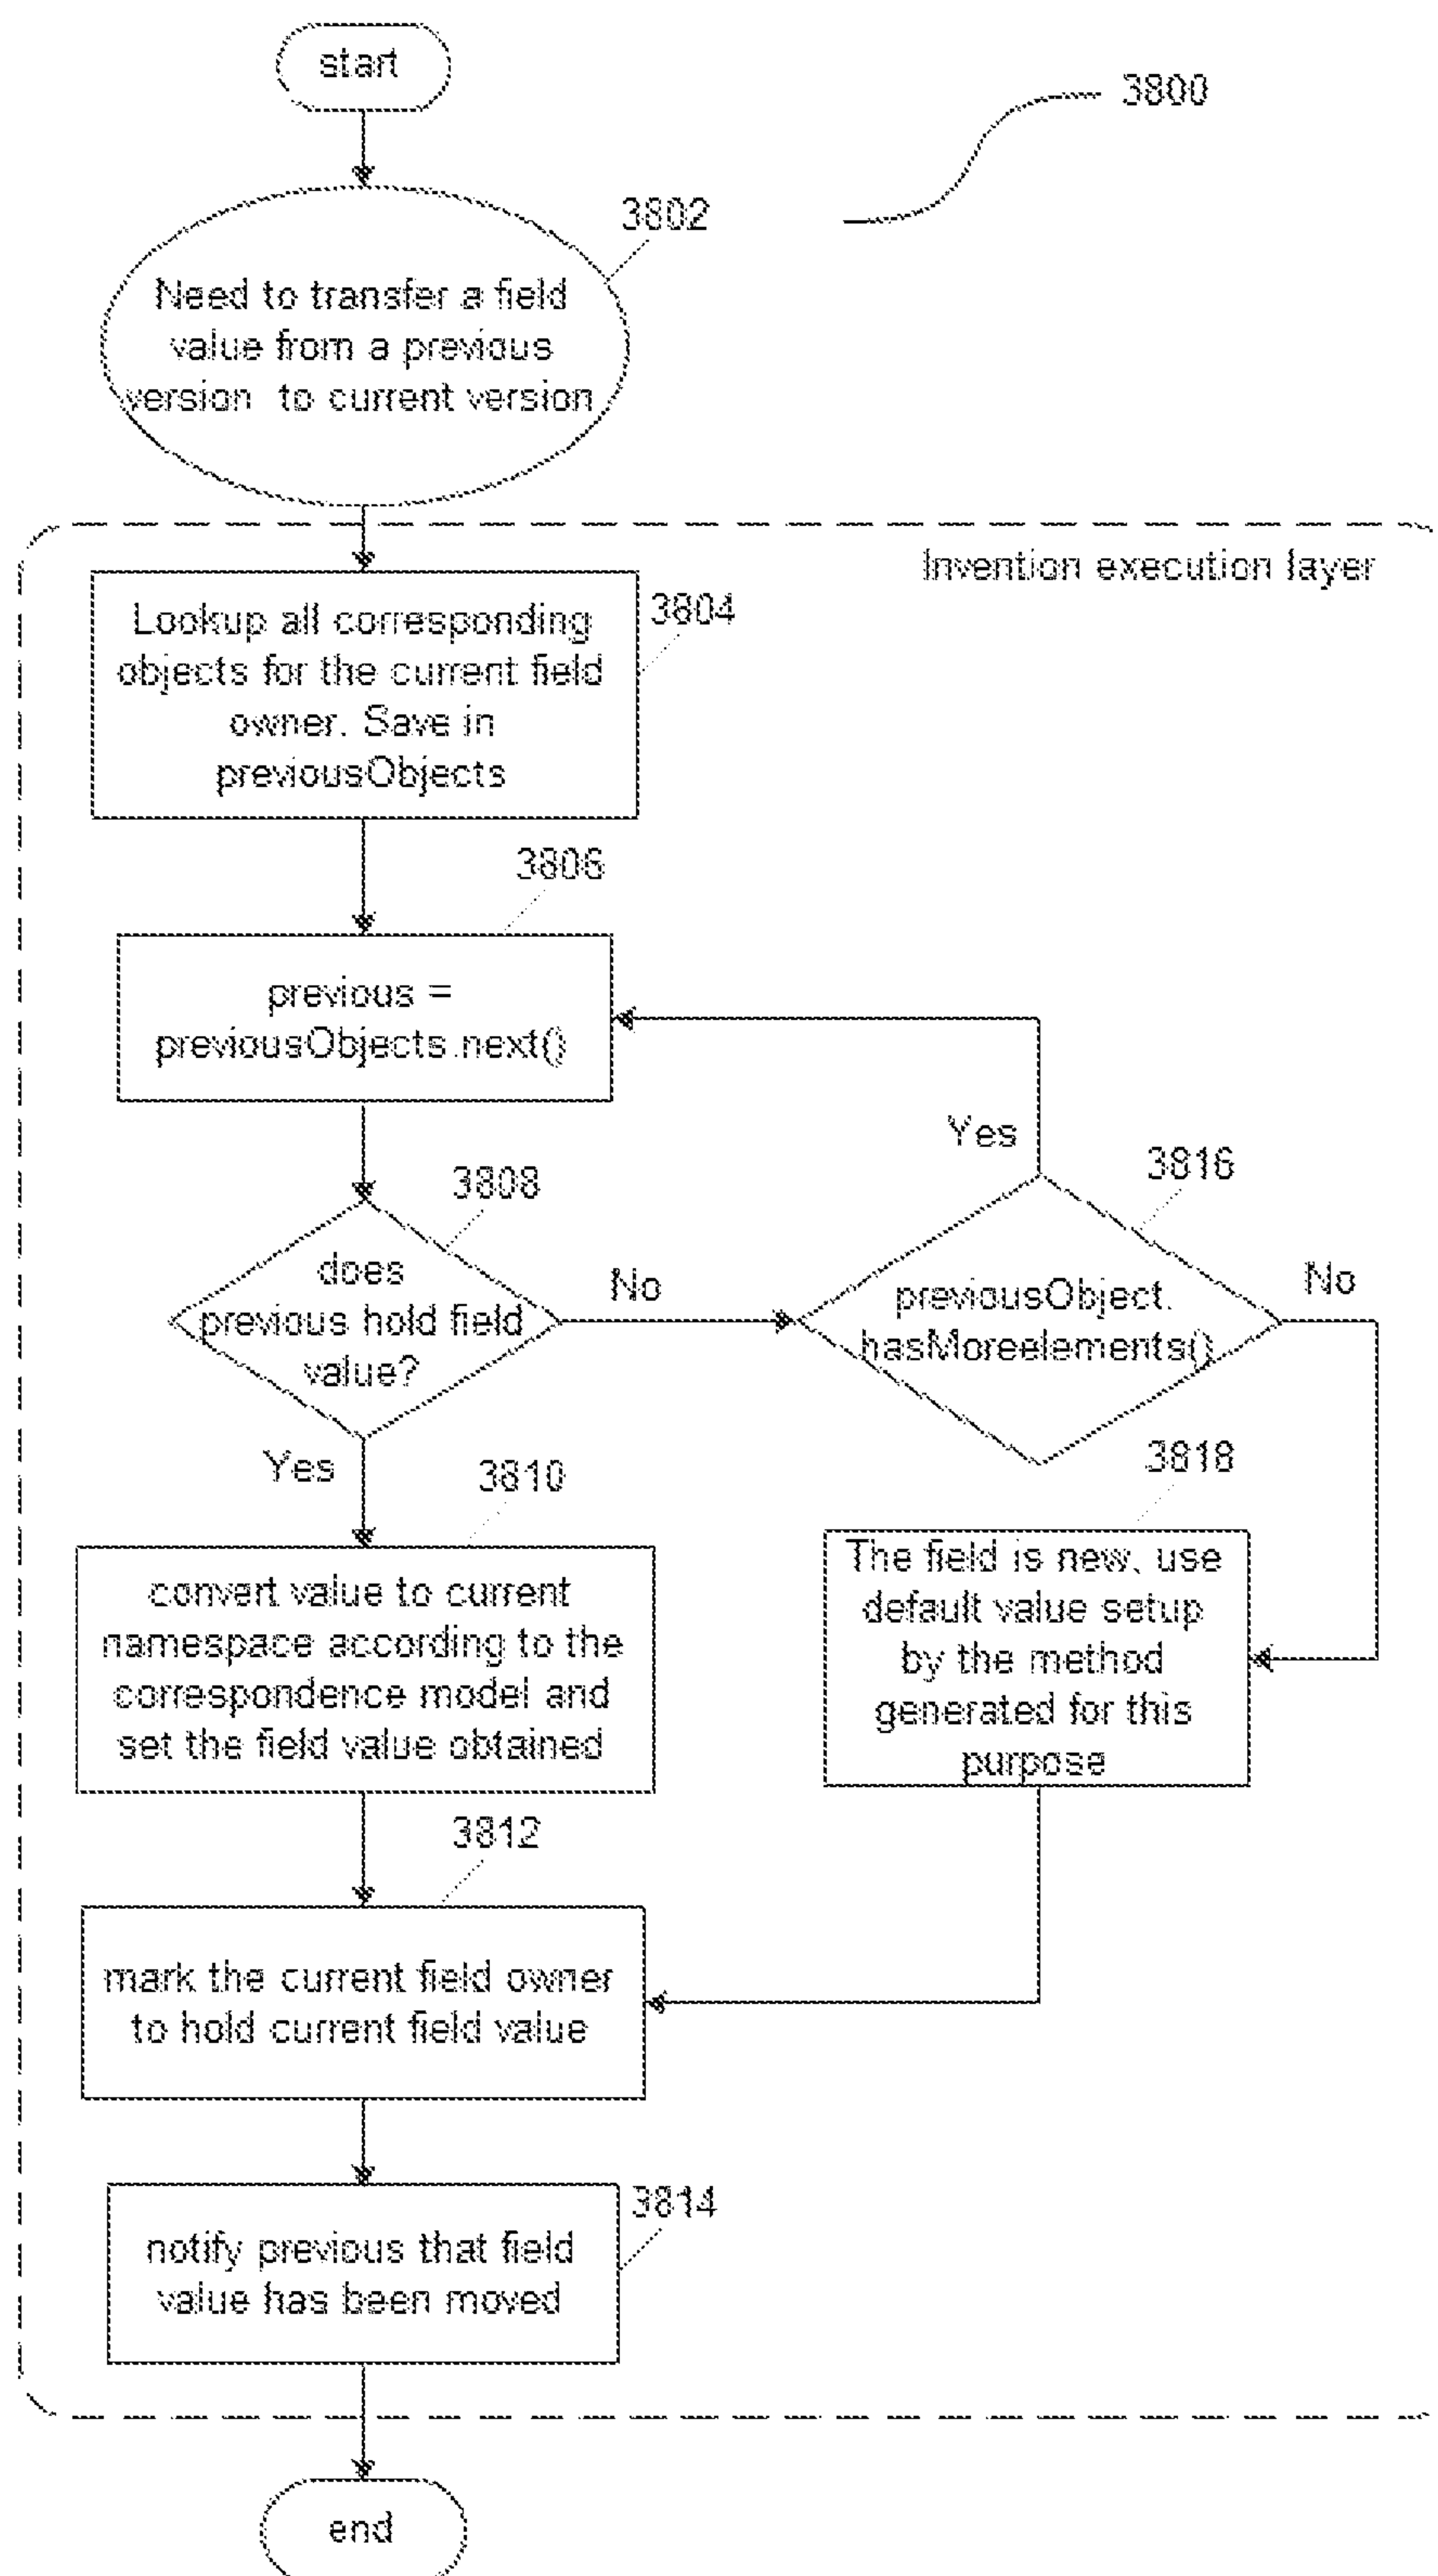 start
3800
3802
Need to transfer a field
value from a previous
version to current version
Invention execution layer
Lookup all corresponding
objects for the current field
owner. Save in
previousObjects
3804
3806
previous =
previousObjects.next()
Yes
3816
3808
does
previous hold field
value?
No
previousObject.
hasMoreelements()
No
Yes
3810
3818
convert value to current
namespace according to the
correspondence model and
set the field value obtained
The field is new, use
default value setup
by the method
generated for this
purpose
3812
mark the current field owner
to hold current field value
3814
notify previous that field
value has been moved
end